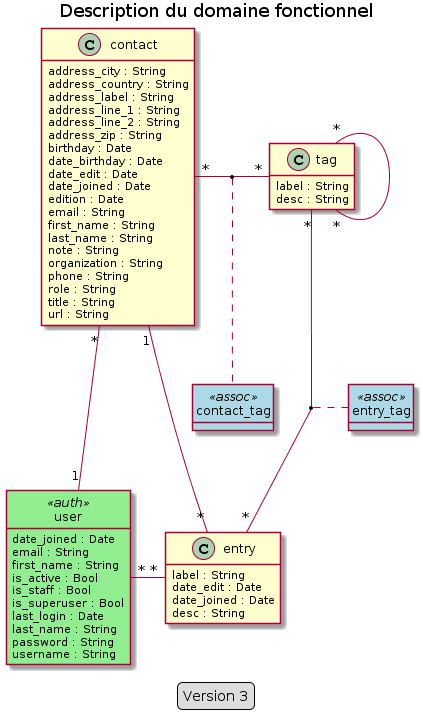 Description du domaine fonctionnel
C contact
address_city : String
address_country : String
address_label : String
address_line_1 : String
address_line_2 : String
address_zip : String
birthday : Date
date_birthday : Date
date_edit : Date
date_joined : Date
edition : Date
email : String
first_name : String
last_name : String
note : String
organization : String
phone : String
role : String
title : String
url : String
* *
C tag
label : String
desc : String
*
*
*
* 1
«assoc»
contact_tag
«assoc»
entry_tag
1
* *
«auth»
user
date_joined : Date
email : String
first_name : String
is_active : Bool
is_staff : Bool
is_superuser : Bool
last_login : Date
last_name : String
password : String
username : String
* *
C entry
label : String
date_edit : Date
date_joined : Date
desc : String
Version 3